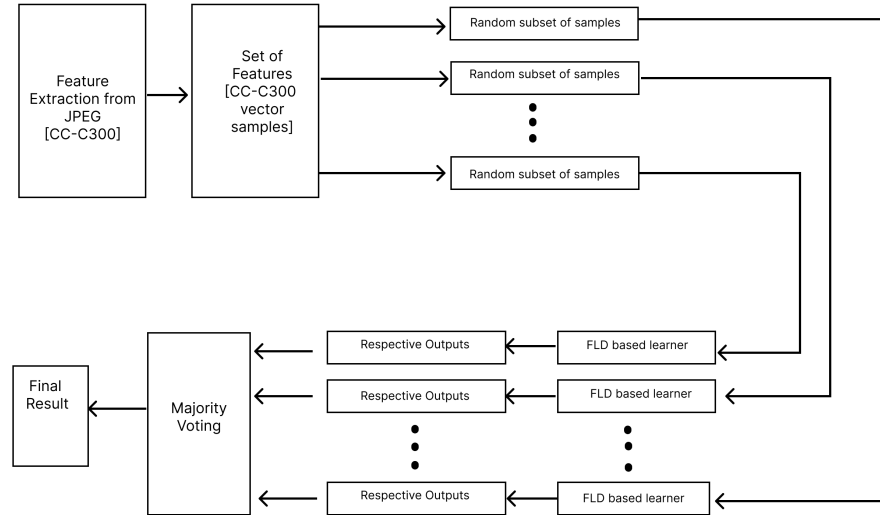 Feature
Extraction from
JPEG
[CC-C300]
Set of
Features
[CC-C300
vector
samples]
Random subset of samples
Random subset of samples
Random subset of samples
Respective Outputs
FLD based learner
Respective Outputs
FLD based learner
Respective Outputs
FLD based learner
Majority
Voting
Final
Result